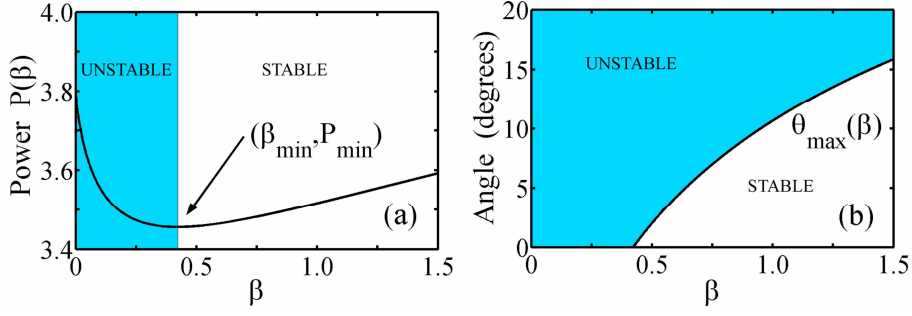 4.0
3.8
3.6
3.4
Power P(β)
UNSTABLE
STABLE
(β_min,P_min)
(a)
0
0.5
1.0
1.5
β
20
15
10
5
0
Angle (degrees)
UNSTABLE
θ_max(β)
STABLE
(b)
0
0.5
1.0
1.5
β